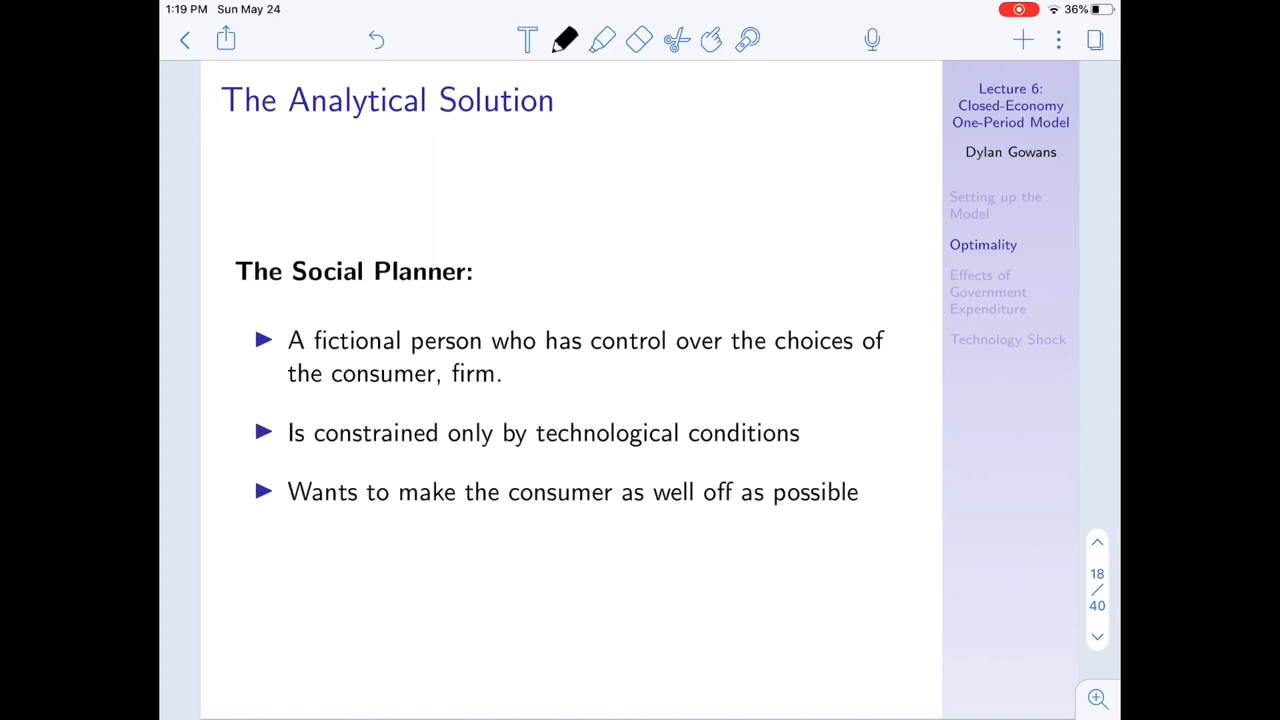 1:19 PM Sun May 24
36%
T
The Analytical Solution
The Social Planner:
A fictional person who has control over the choices of
the consumer, firm.
Is constrained only by technological conditions
Wants to make the consumer as well off as possible
Lecture 6:
Closed-Economy
One-Period Model
Dylan Gowans
Setting up the
Model
Optimality
Effects of
Government
Expenditure
Technology Shock
18
/
40